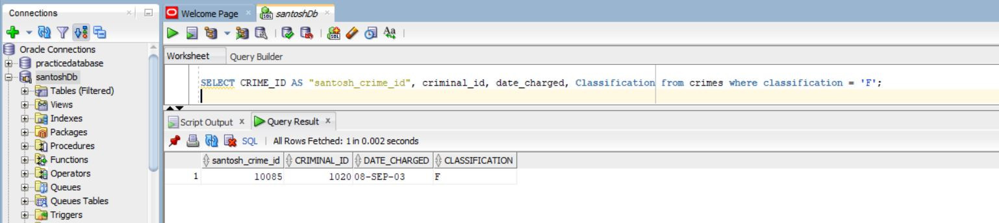 Connections
Oracle Connections
practicedatabase
santoshDb
Tables (Filtered)
Views
Indexes
Packages
Procedures
Functions
Operators
Queues
Queues Tables
Triggers
Welcome Page
santoshDb
Worksheet Query Builder
SELECT CRIME_ID AS "santosh_crime_id", criminal_id, date_charged, Classification from crimes where classification = 'F';
Script Output x Query Result x
SQL | All Rows Fetched: 1 in 0.002 seconds
santosh_crime_id CRIMINAL_ID DATE_CHARGED CLASSIFICATION
1 10085 1020 08-SEP-03 F